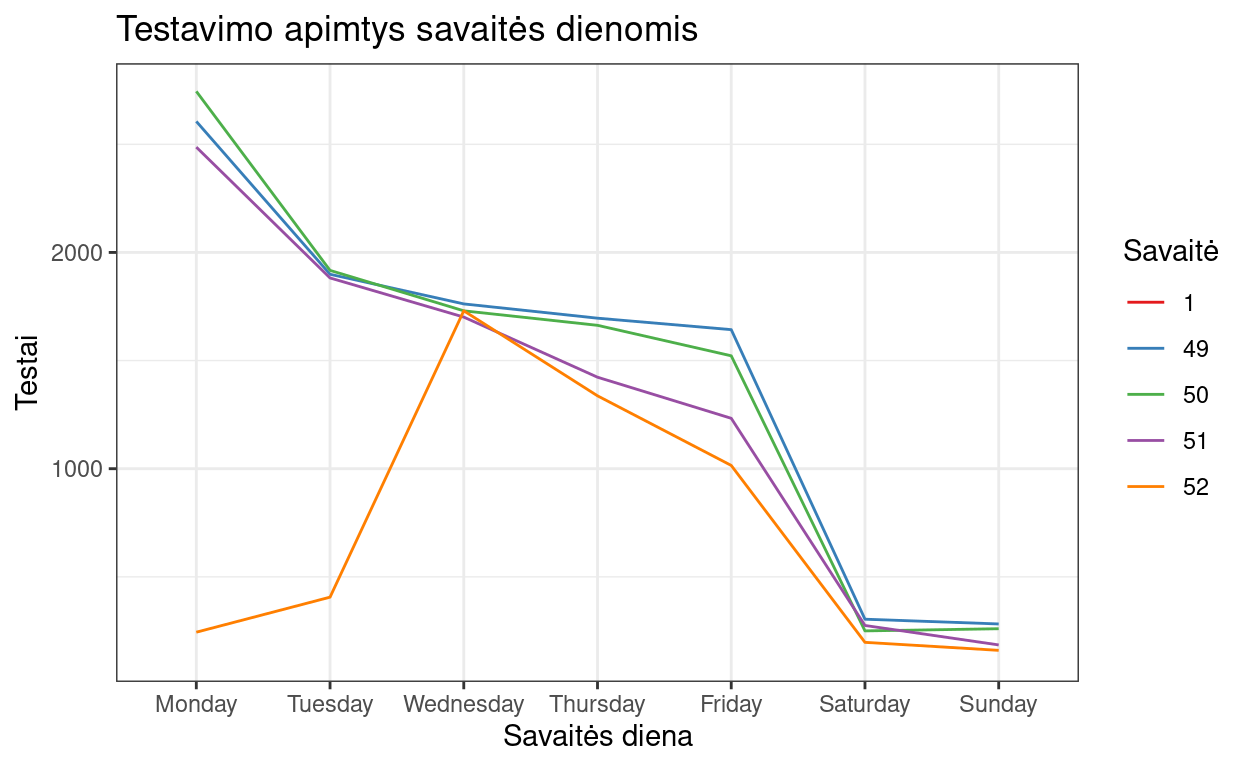 Testavimo apimtys savaitės dienomis
Testai
2000
1000
Monday Tuesday Wednesday Thursday Friday Saturday Sunday
Savaitės diena
Savaitė
1
49
50
51
52